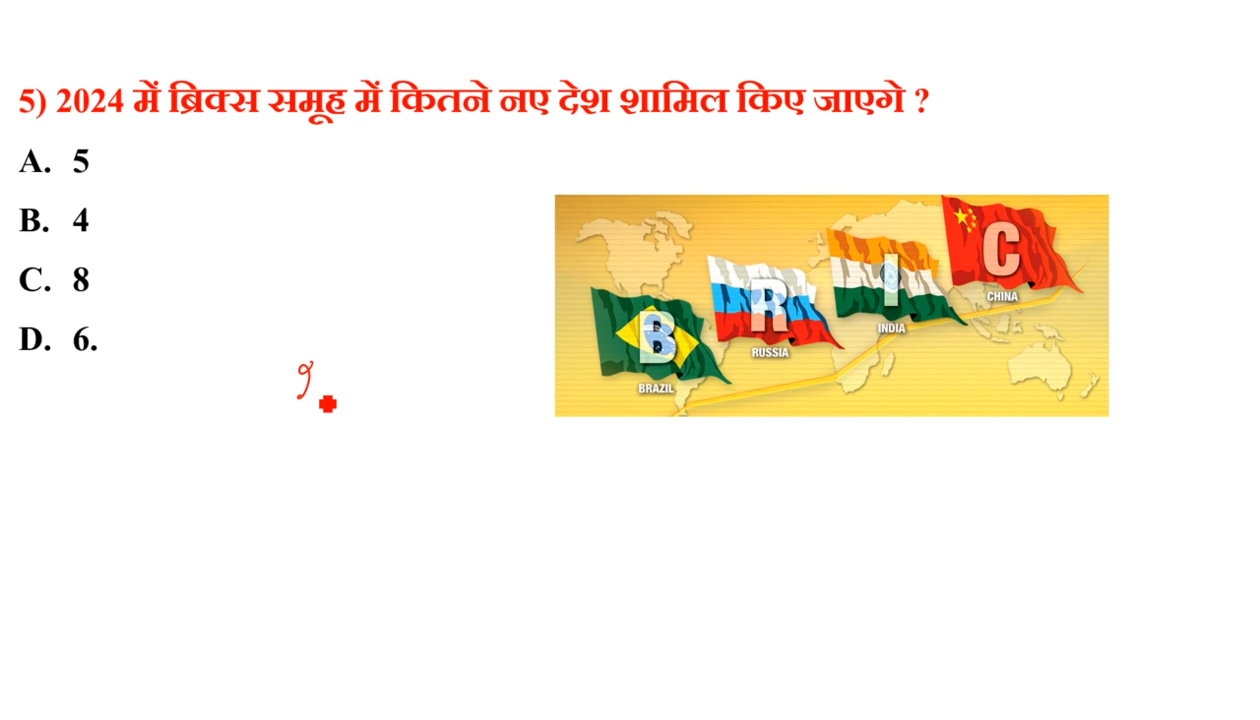 5) 2024 में ब्रिक्स समूह में कितने नए देश शामिल किए जाएगे ?
A. 5
B. 4
C. 8
D. 6.
B
BRAZIL
R
RUSSIA
I
INDIA
C
CHINA